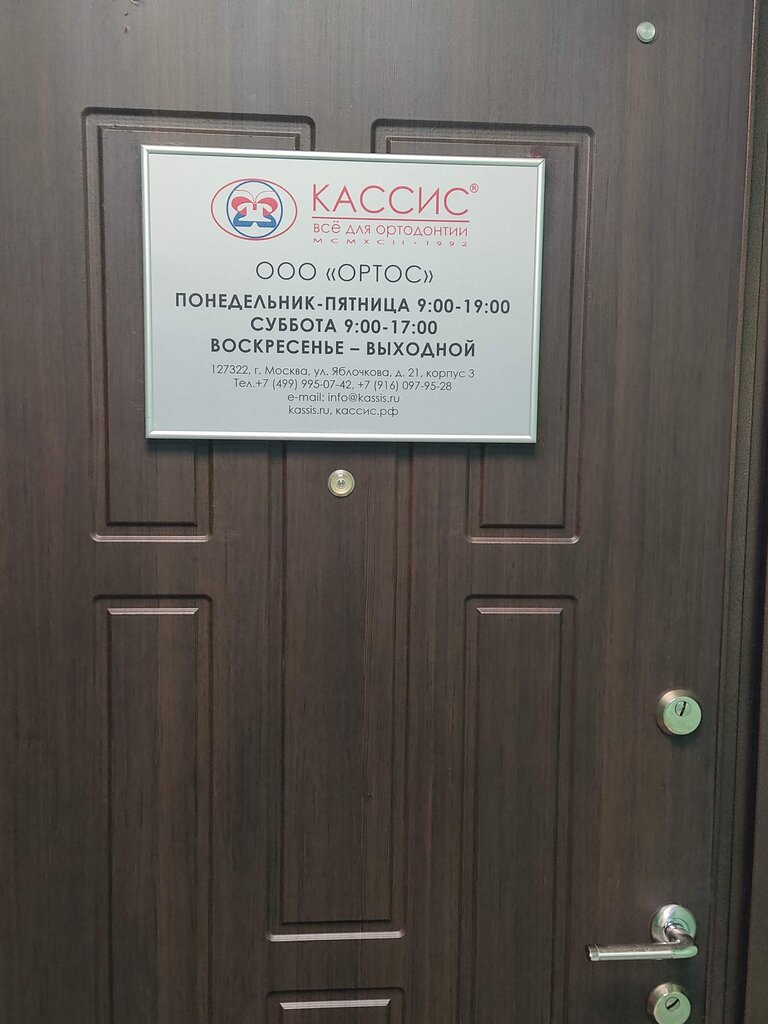 КАССИС®
всё для ортодонтии
MCMXCII • 1992
ООО «ОРТОС»
ПОНЕДЕЛЬНИК-ПЯТНИЦА 9:00-19:00
СУББОТА 9:00-17:00
ВОСКРЕСЕНЬЕ – ВЫХОДНОЙ
127322, г. Москва, ул. Яблочкова, д. 21, корпус 3
Тел.+7 (499) 995-07-42, +7 (916) 097-95-28
e-mail: info@kassis.ru
kassis.ru, кассис.рф